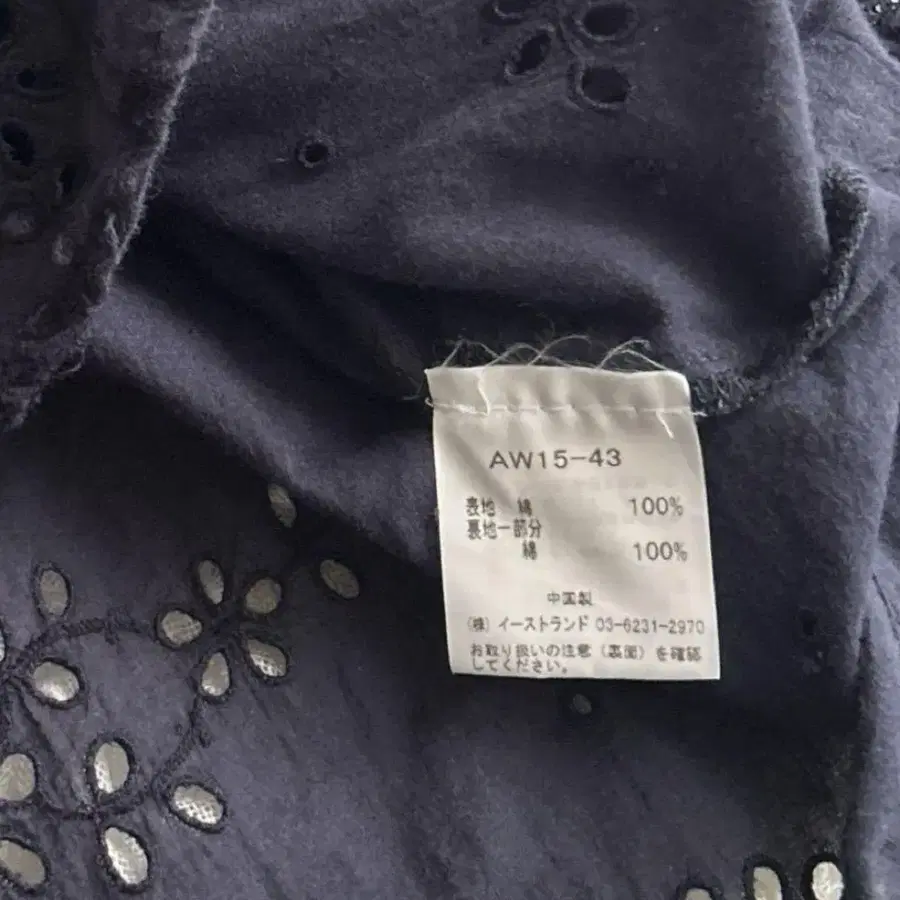 AW15-43
表地 綿 100%
裏地一部分
綿 100%
中国製
(株) イーストランド 03-6231-2970
お取り扱いの注意 (裏面) を確認
してください。